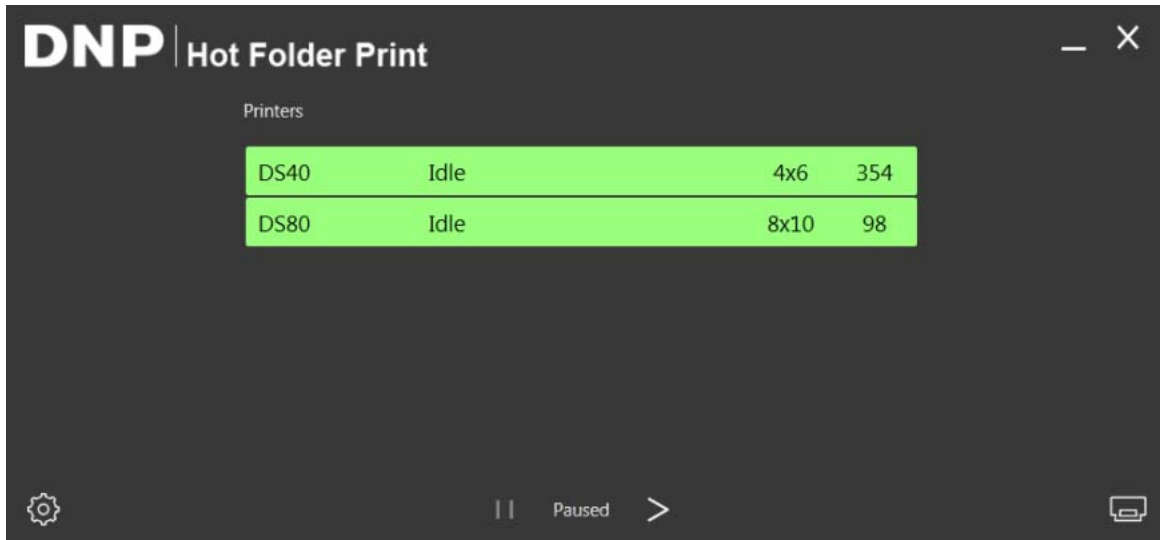 DNP Hot Folder Print
Printers
DS40 Idle 4x6 354
DS80 Idle 8x10 98
Paused